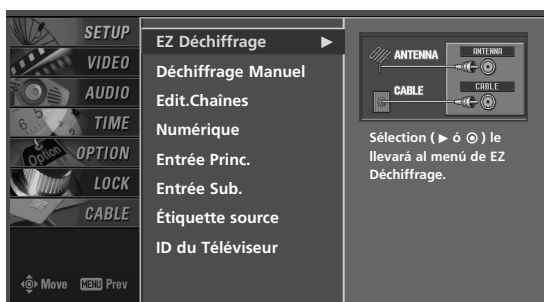 SETUP
VIDEO
AUDIO
TIME
OPTION
LOCK
CABLE
Move MENU Prev
EZ Déchiffrage ►
Déchiffrage Manuel
Edit.Chaînes
Numérique
Entrée Princ.
Entrée Sub.
Étiquette source
ID du Téléviseur
ANTENNA
ANTENNA
CABLE
CABLE
Sélection ( ► ó ◉ ) le
llevará al menú de EZ
Déchiffrage.